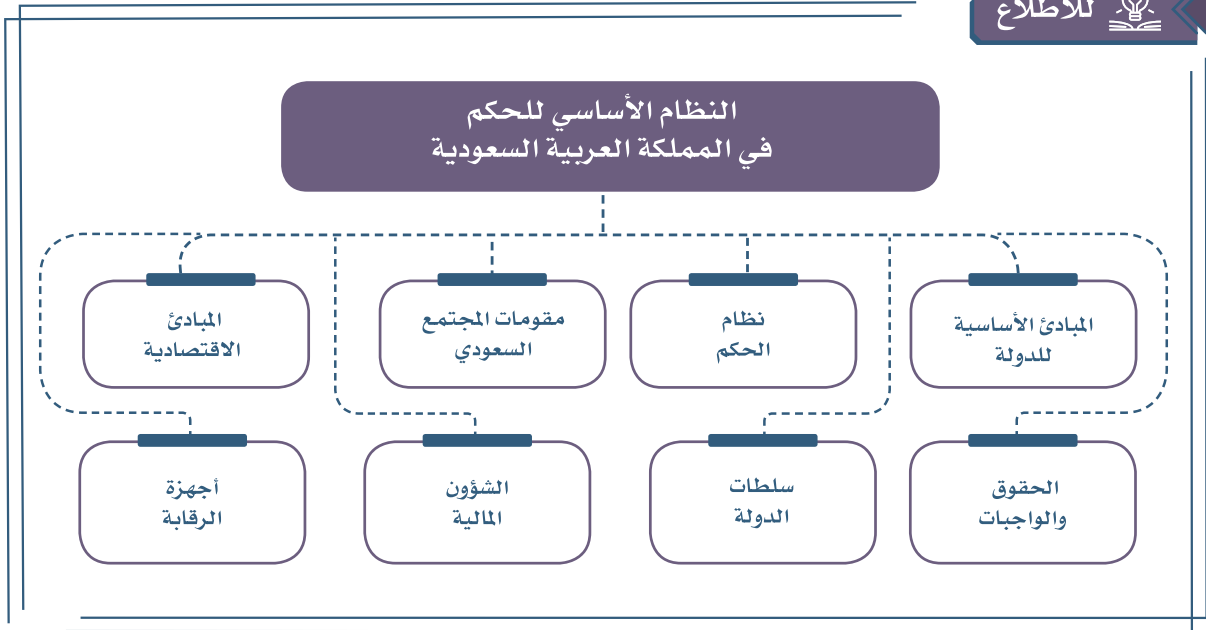 للاطلاع
النظام الأساسي للحكم
في المملكة العربية السعودية
المبادئ الأساسية
للدولة
نظام
الحكم
مقومات المجتمع
السعودي
المبادئ
الاقتصادية
الحقوق
والواجبات
سلطات
الدولة
الشؤون
المالية
أجهزة
الرقابة